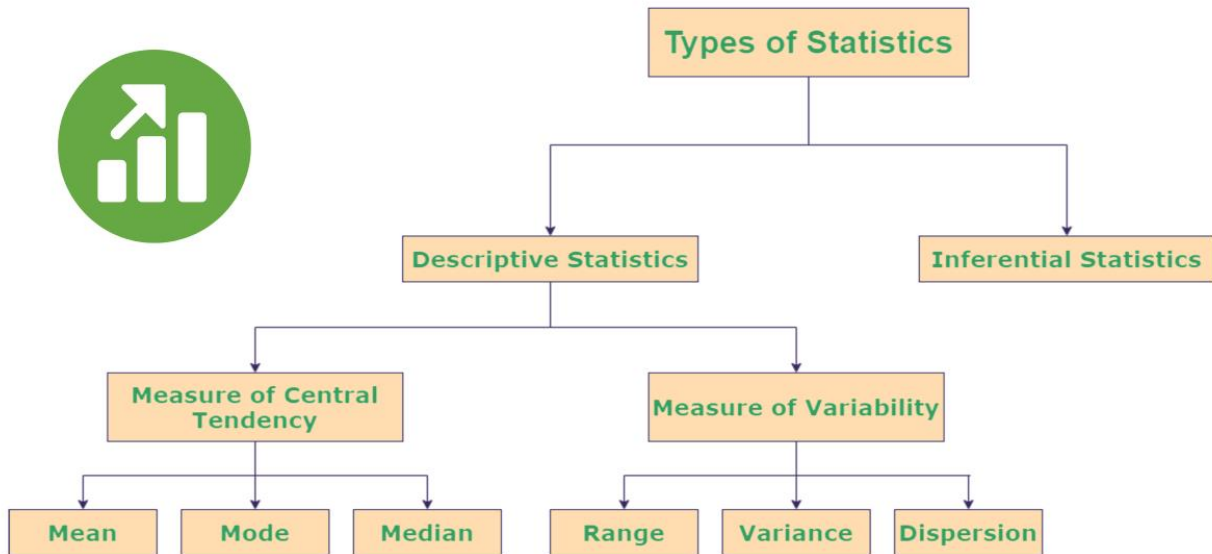 Types of Statistics
Descriptive Statistics
Inferential Statistics
Measure of Central
Tendency
Measure of Variability
Mean
Mode
Median
Range
Variance
Dispersion